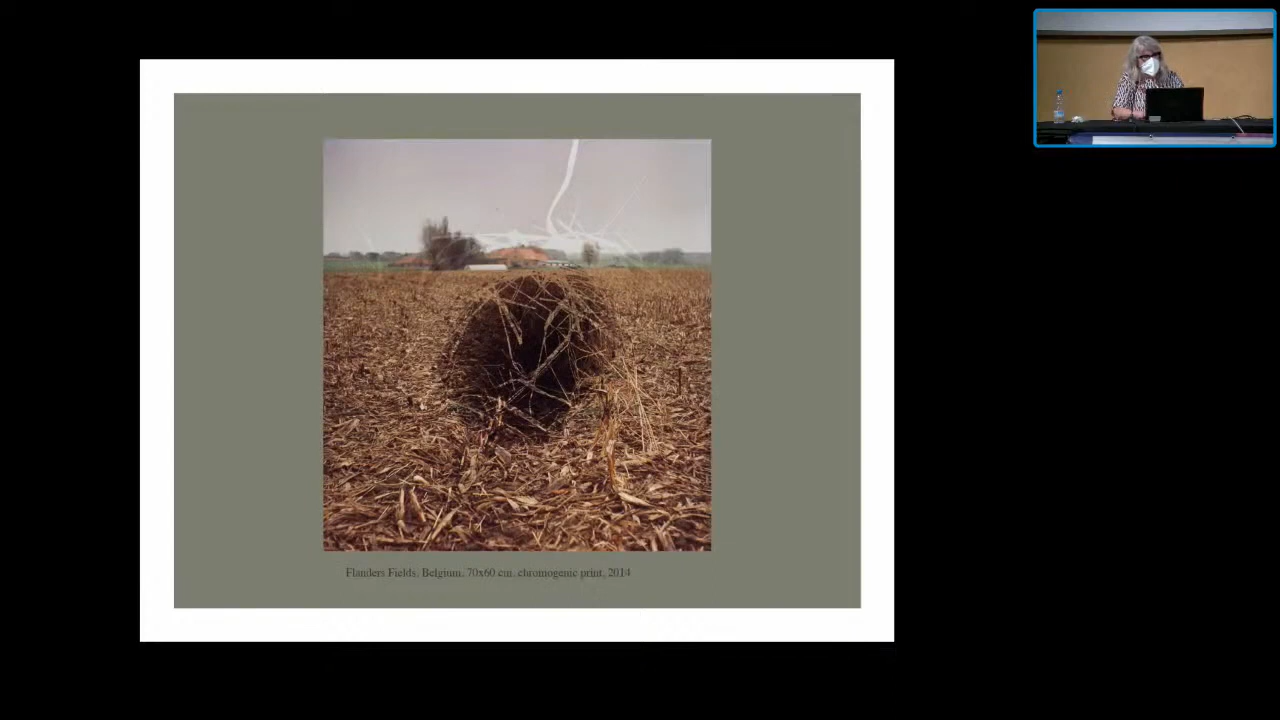 Flanders Fields, Belgium, 70x60 cm, chromogenic print, 2014